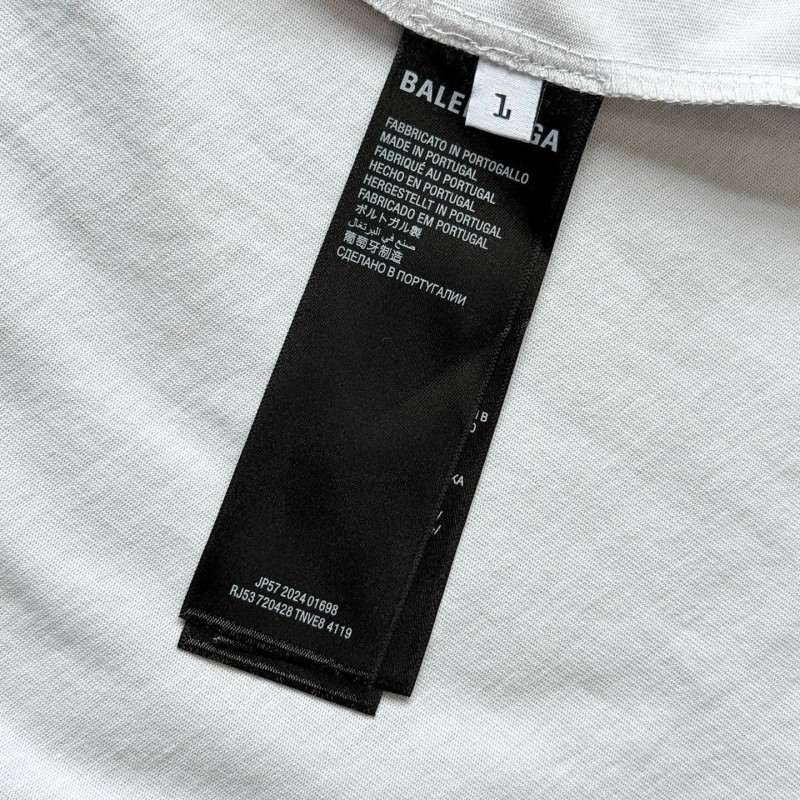 BALE GA
1
FABBRICATO IN PORTOGALLO
MADE IN PORTUGAL
FABRIQUÉ AU PORTUGAL
HECHO EN PORTUGAL
HERGESTELLT IN PORTUGAL
FABRICADO EM PORTUGAL
ポルトガル製
صنع في البرتغال
葡萄牙制造
СДЕЛАНО В ПОРТУГАЛИИ
JP57 2024 01698
RJ53 720428 TNVE8 4119